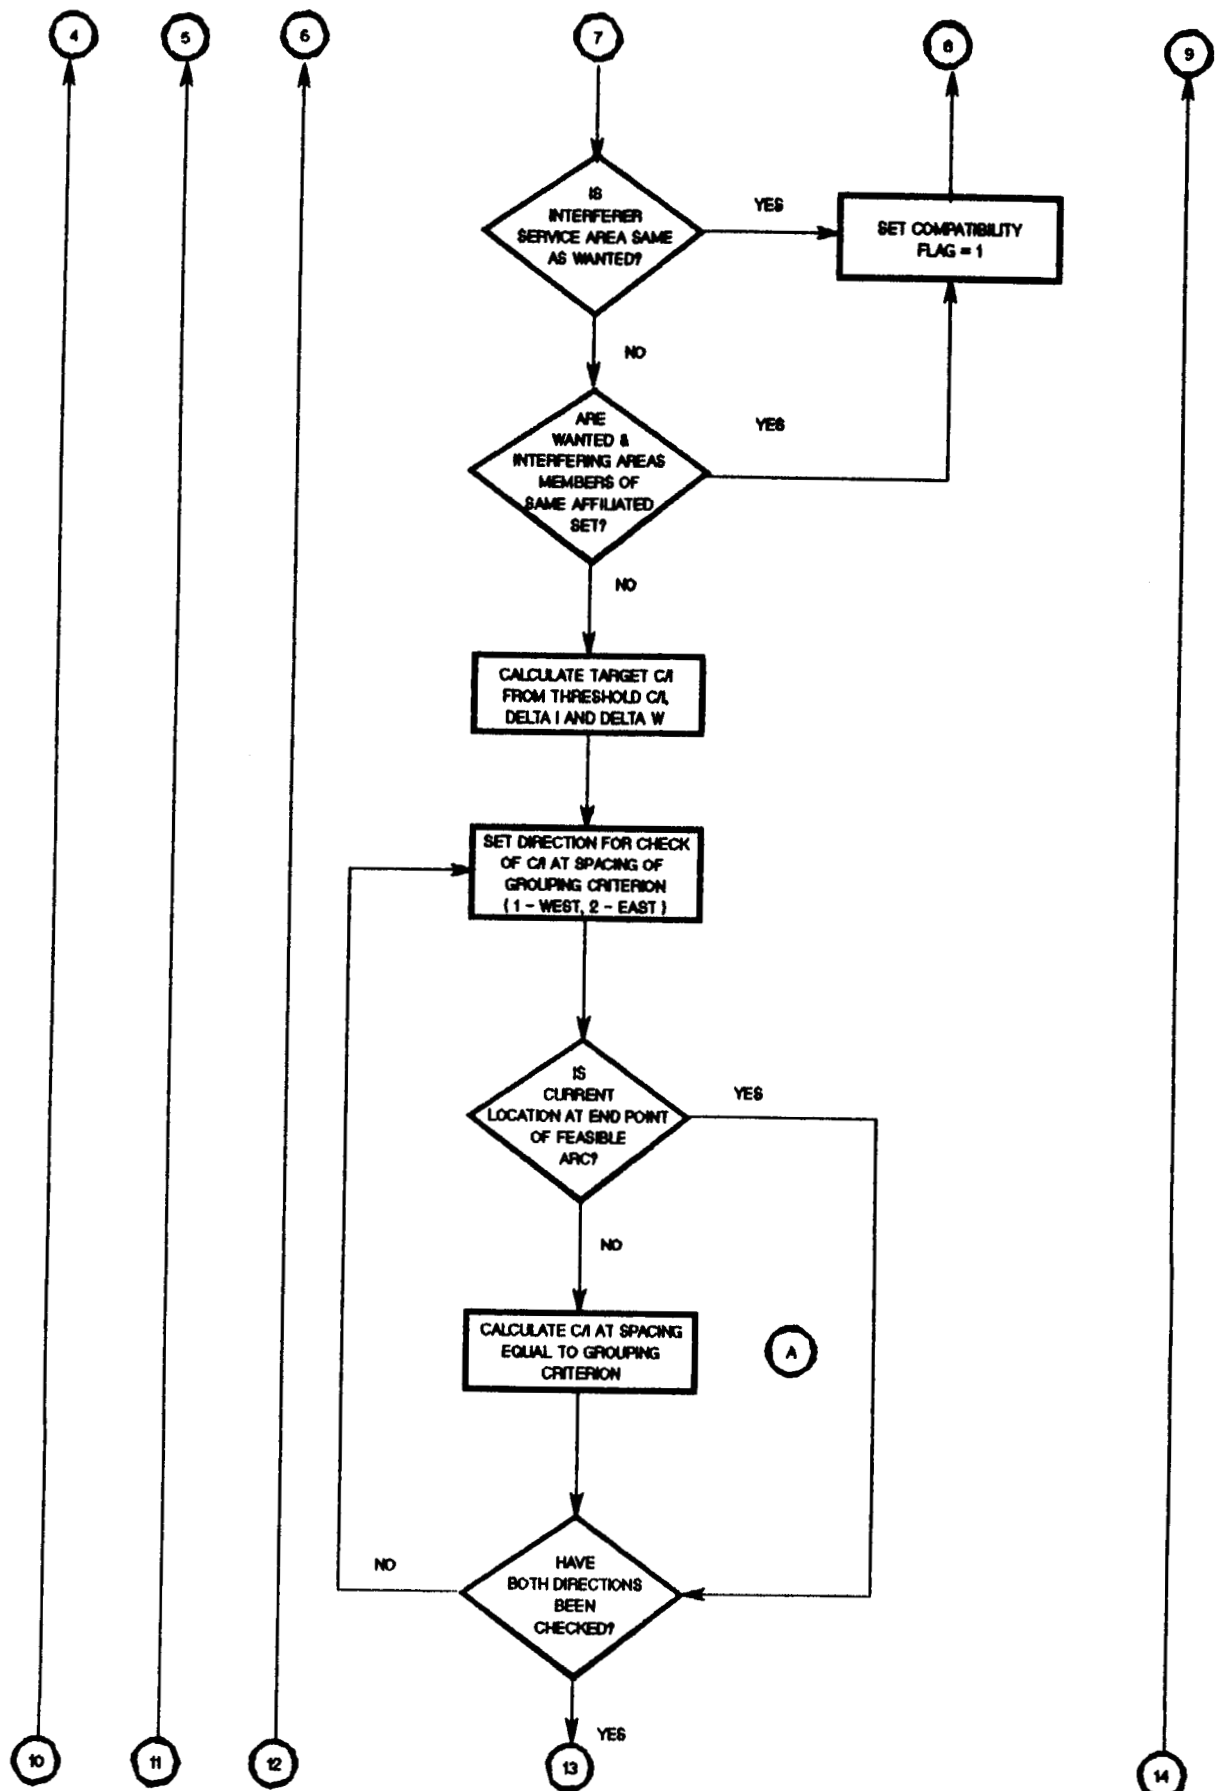 4
5
6
7
8
9
IS
INTERFERER
SERVICE AREA SAME
AS WANTED?
YES
SET COMPATIBILITY
FLAG = 1
NO
ARE
WANTED &
INTERFERING AREAS
MEMBERS OF
SAME AFFILIATED
SET?
YES
NO
CALCULATE TARGET C/I
FROM THRESHOLD C/I,
DELTA I AND DELTA W
SET DIRECTION FOR CHECK
OF C/I AT SPACING OF
GROUPING CRITERION
( 1 - WEST, 2 - EAST )
IS
CURRENT
LOCATION AT END POINT
OF FEASIBLE
ARC?
YES
NO
CALCULATE C/I AT SPACING
EQUAL TO GROUPING
CRITERION
A
HAVE
BOTH DIRECTIONS
BEEN
CHECKED?
NO
YES
10
11
12
13
14